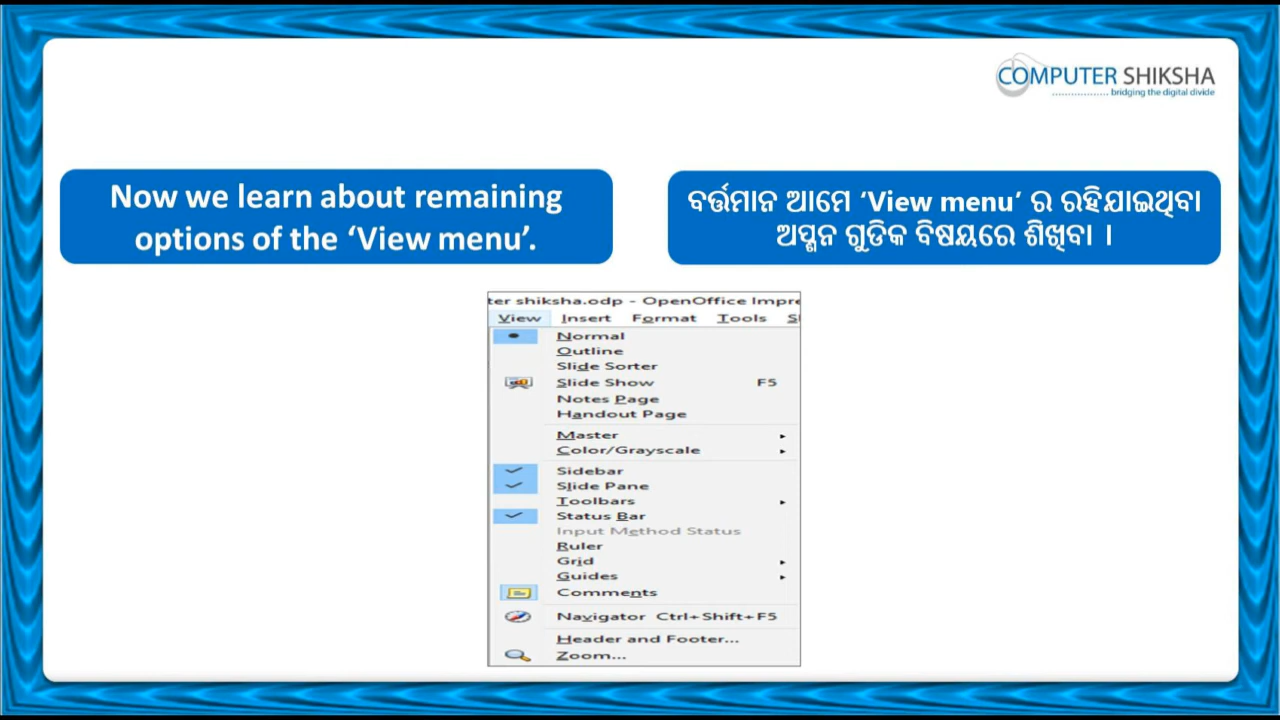 COMPUTER SHIKSHA
bridging the digital divide
Now we learn about remaining
options of the ‘View menu’.
ବର୍ତ୍ତମାନ ଆମେ ‘View menu’ ର ରହିଯାଇଥିବା
ଅପ୍ସନ ଗୁଡିକ ବିଷୟରେ ଶିଖିବା ।
ter shiksha.odp - OpenOffice Impre
View Insert Format Tools Sl
Normal
Outline
Slide Sorter
Slide Show F5
Notes Page
Handout Page
Master
Color/Grayscale
Sidebar
Slide Pane
Toolbars
Status Bar
Input Method Status
Ruler
Grid
Guides
Comments
Navigator Ctrl+Shift+F5
Header and Footer...
Zoom...